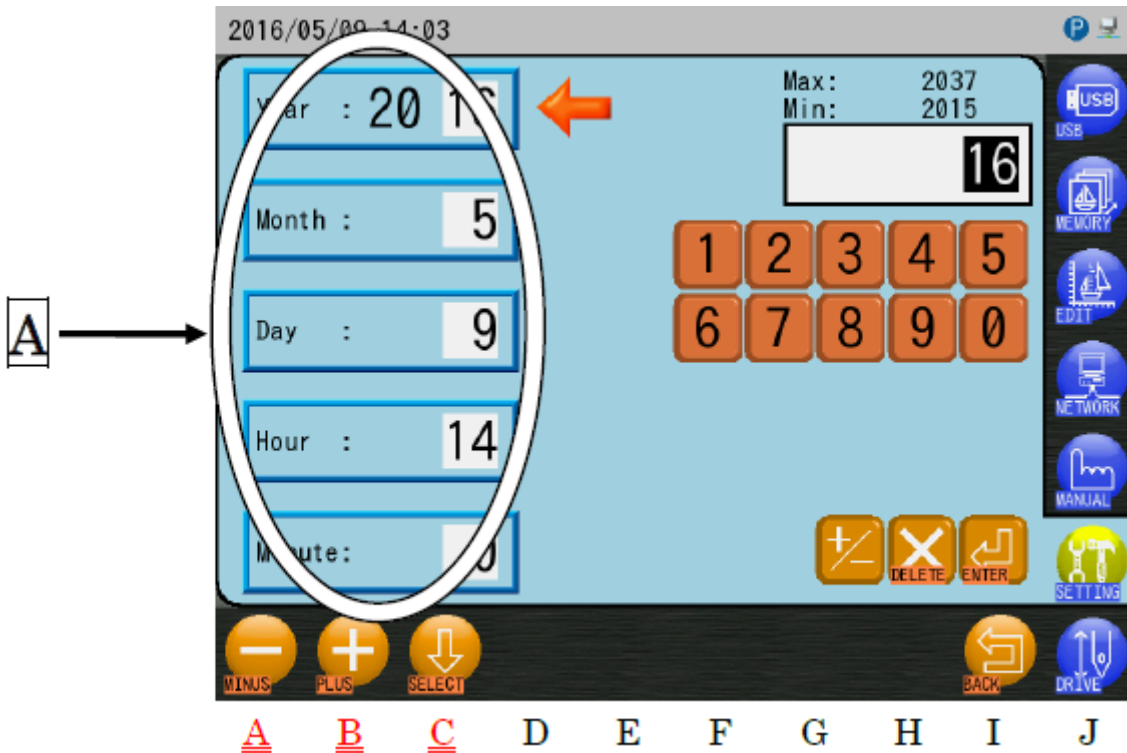 2016/05/09 14:03
P
Year : 20 16
Max: 2037
Min: 2015
16
USB
USB
Month : 5
MEMORY
1 2 3 4 5
EDIT
A
Day : 9
6 7 8 9 0
NETWORK
Hour : 14
MANUAL
Minute:
+/-
DELETE
ENTER
SETTING
MINUS
PLUS
SELECT
BACK
DRIVE
A B C D E F G H I J